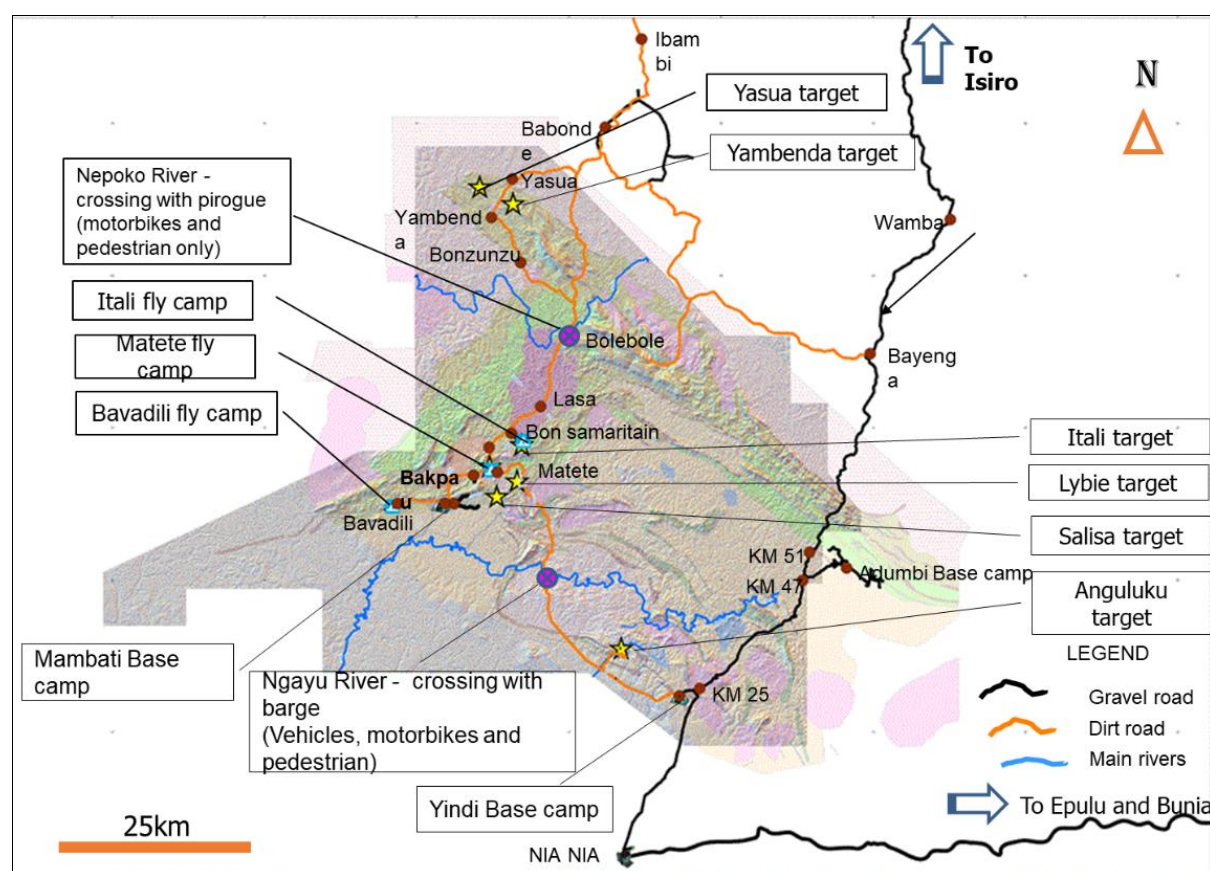 Ibam
bi
To
Isiro
N
Yasua target
Babond
e
Yambenda target
Nepoko River -
crossing with pirogue
(motorbikes and
pedestrian only)
Yasua
Yambend
a
Wamba
Bonzunzu
Itali fly camp
Matete fly
camp
Bolebole
Bayeng
a
Bavadili fly camp
Lasa
Bon samaritain
Itali target
Matete
Bakpa
u
Lybie target
Bavadili
Salisa target
KM 51
Adumbi Base camp
KM 47
Anguluku
target
Mambati Base
camp
LEGEND
Ngayu River - crossing with
barge
(Vehicles, motorbikes and
pedestrian)
KM 25
Gravel road
Dirt road
Main rivers
Yindi Base camp
To Epulu and Bunia
25km
NIA NIA